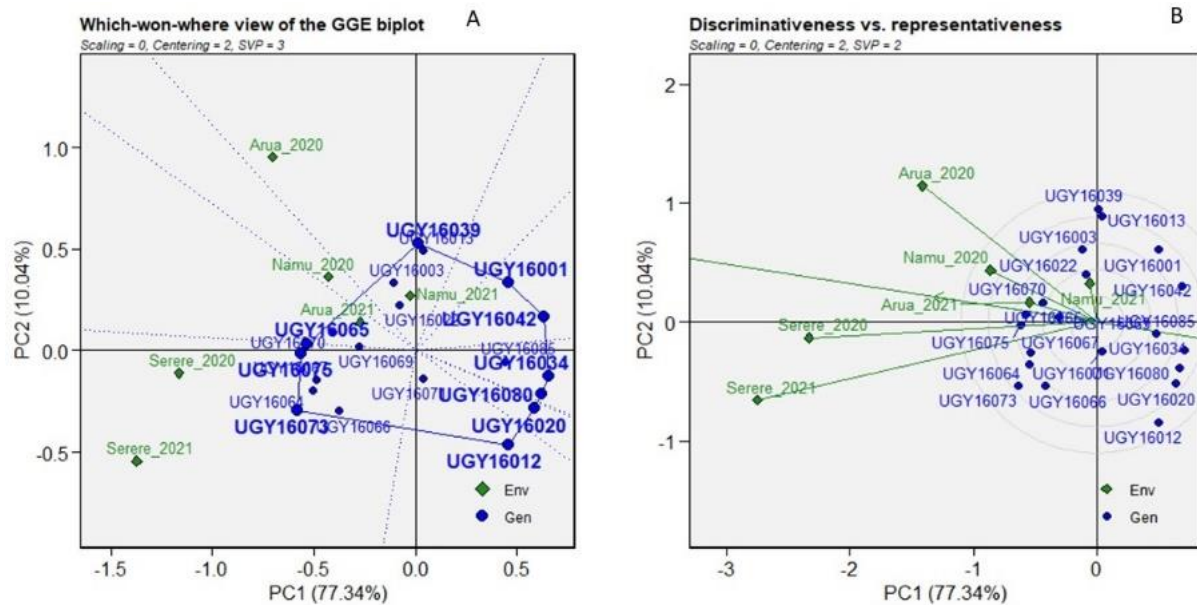 Which-won-where view of the GGE biplot
A
Scaling = 0, Centering = 2, SVP = 3
Arua_2020
UGY16039
UGY16013
Namu_2020
UGY16003
UGY16001
Namu_2021
Arua_2021
UGY16042
UGY16065
Serere_2020
UGY16069
UGY16085
UGY16034
UGY16075
UGY16064
UGY16080
UGY16073
UGY16066
UGY16020
Serere_2021
UGY16012
Env
Gen
1.0
0.5
0.0
-0.5
-1.5
-1.0
-0.5
0.0
0.5
PC1 (77.34%)
PC2 (10.04%)
Discriminativeness vs. representativeness
B
Scaling = 0, Centering = 2, SVP = 2
Arua_2020
UGY16039
UGY16013
UGY16003
Namu_2020
UGY16022
UGY16001
UGY16070
UGY16042
Arua_2021
Namu_2021
Serere_2020
UGY16085
UGY16075
UGY16067
UGY16034
UGY16064
UGY16080
Serere_2021
UGY16073
UGY16066
UGY16020
UGY16012
Env
Gen
2
1
0
-1
-3
-2
-1
0
PC1 (77.34%)
PC2 (10.04%)